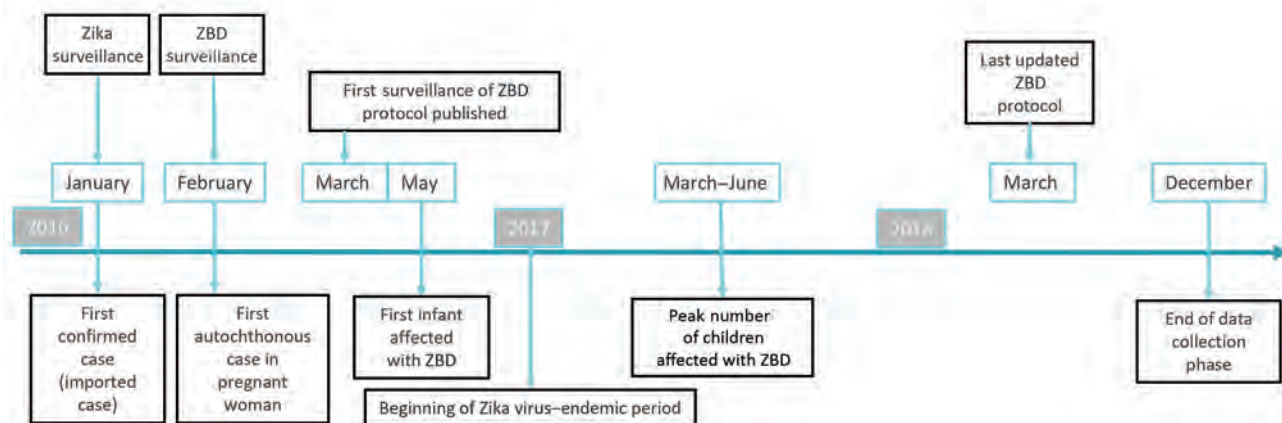 Zika
surveillance
ZBD
surveillance
First surveillance of ZBD
protocol published
Last updated
ZBD
protocol
January
February
March
May
March–June
March
December
2016
2017
2018
First
confirmed
case
(imported
case)
First
autochthonous
case in
pregnant
woman
First infant
affected
with ZBD
Peak number
of children
affected with ZBD
End of data
collection
phase
Beginning of Zika virus–endemic period